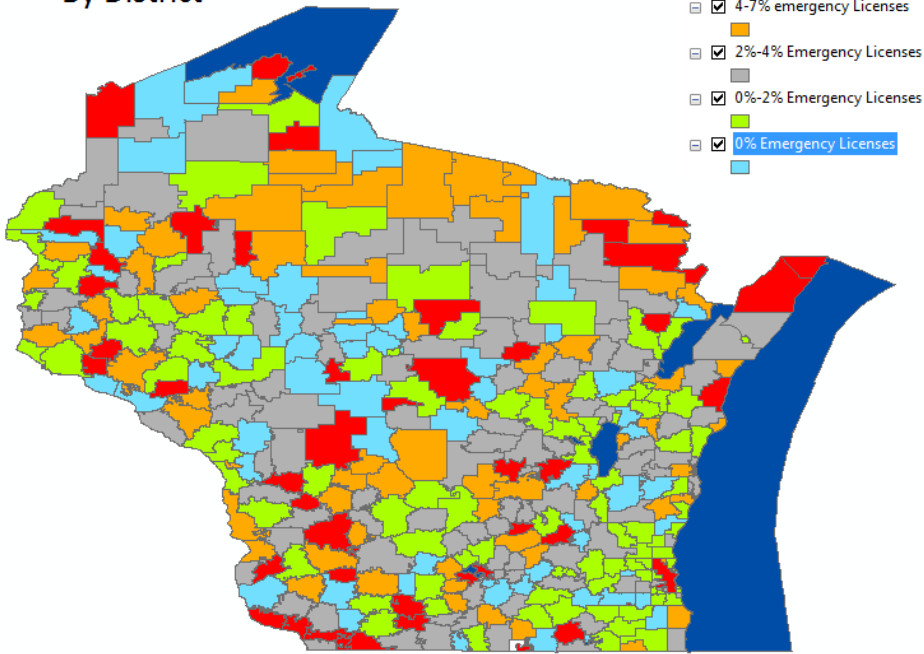 By District
4-7% emergency Licenses
2%-4% Emergency Licenses
0%-2% Emergency Licenses
0% Emergency Licenses